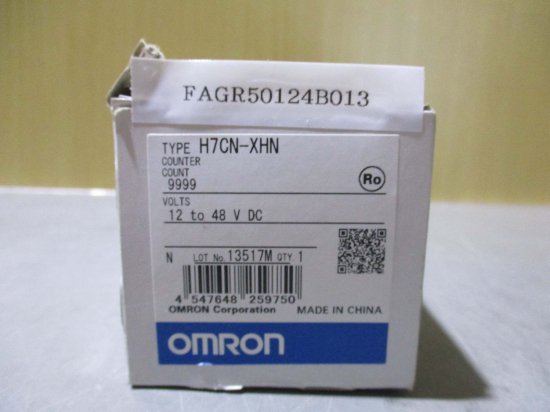 FAGR50124B013
TYPE H7CN-XHN
COUNTER
COUNT
9999
Ro
VOLTS
12 to 48 V DC
N LOT No. 13517M QTY 1
4 547648 259750
OMRON Corporation MADE IN CHINA
OMRON